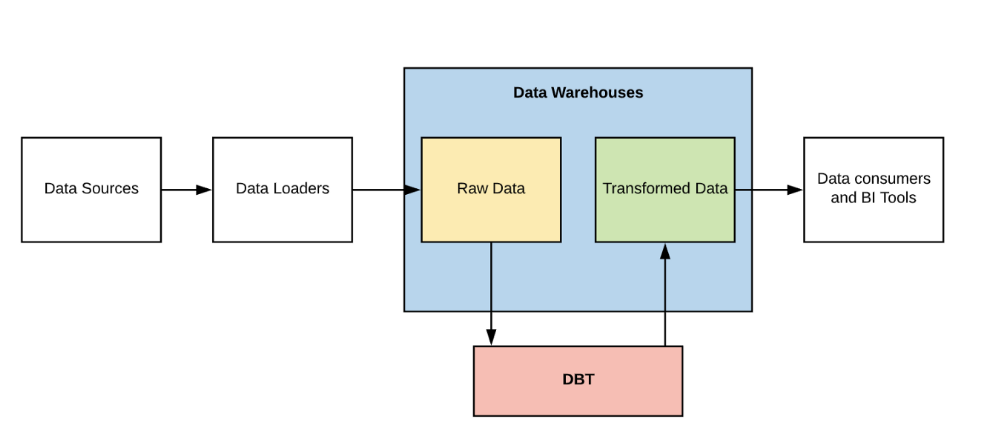 Data Warehouses
Data Sources
Data Loaders
Raw Data
Transformed Data
Data consumers
and BI Tools
DBT